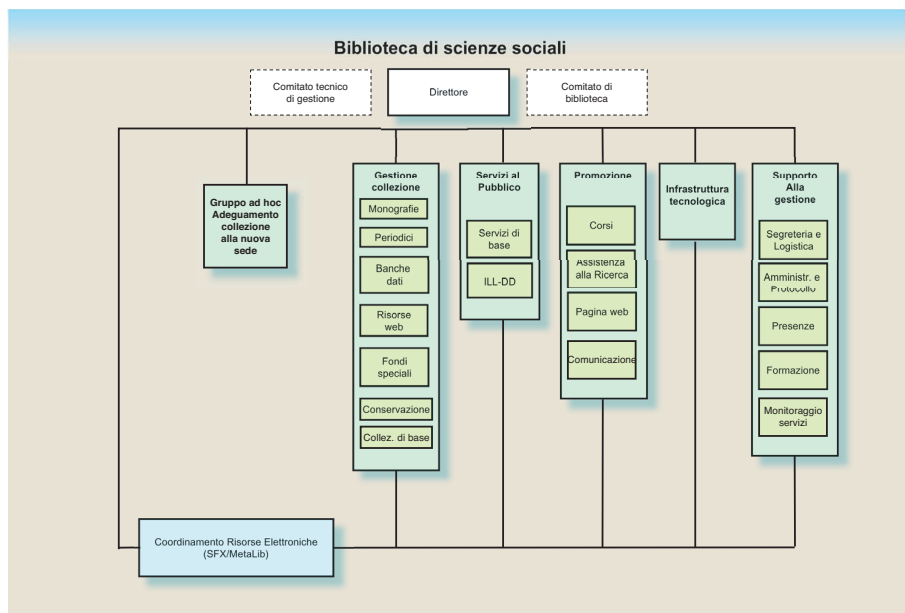 Biblioteca di scienze sociali
Comitato tecnico
di gestione
Direttore
Comitato di
biblioteca
Gruppo ad hoc
Adeguamento
collezione
alla nuova
sede
Gestione
collezione
Monografie
Periodici
Banche
dati
Risorse
web
Fondi
speciali
Conservazione
Collez. di base
Servizi al
Pubblico
Servizi di
base
ILL-DD
Promozione
Corsi
Assistenza
alla Ricerca
Pagina web
Comunicazione
Infrastruttura
tecnologica
Supporto
Alla
gestione
Segreteria e
Logistica
Amministr. e
Protocollo
Presenze
Formazione
Monitoraggio
servizi
Coordinamento Risorse Elettroniche
(SFX/MetaLib)